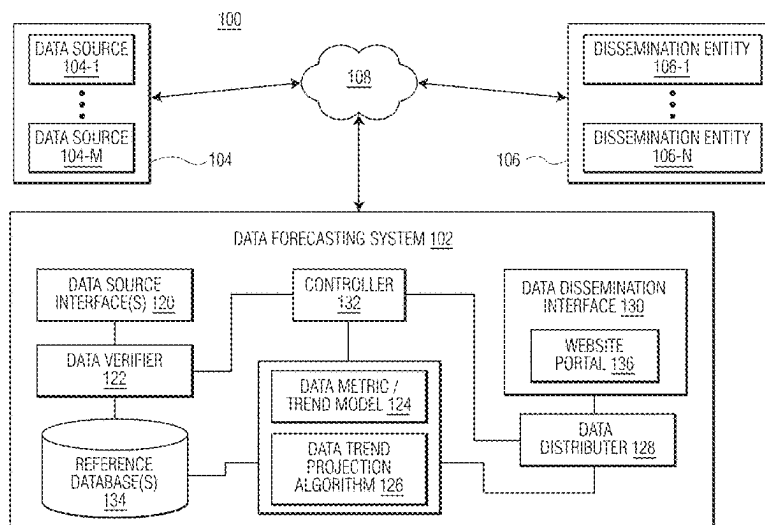 100
DATA SOURCE
104-1
DATA SOURCE
104-M
104
108
DISSEMINATION ENTITY
106-1
DISSEMINATION ENTITY
106-N
106
DATA FORECASTING SYSTEM 102
DATA SOURCE
INTERFACE(S) 120
DATA VERIFIER
122
REFERENCE
DATABASE(S)
134
CONTROLLER
132
DATA METRIC /
TREND MODEL 124
DATA TREND
PROJECTION
ALGORITHM 126
DATA DISSEMINATION
INTERFACE 130
WEBSITE
PORTAL 136
DATA
DISTRIBUTER 128